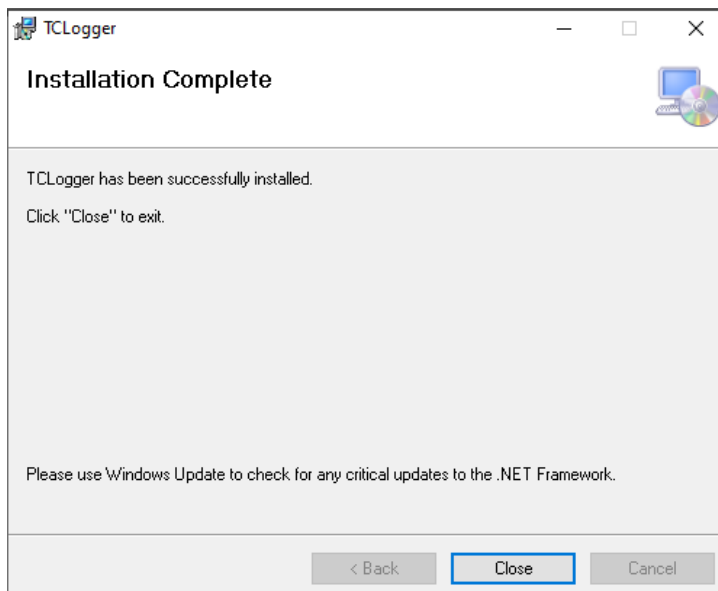 TCLogger
Installation Complete
TCLogger has been successfully installed.
Click "Close" to exit.
Please use Windows Update to check for any critical updates to the .NET Framework.
< Back
Close
Cancel